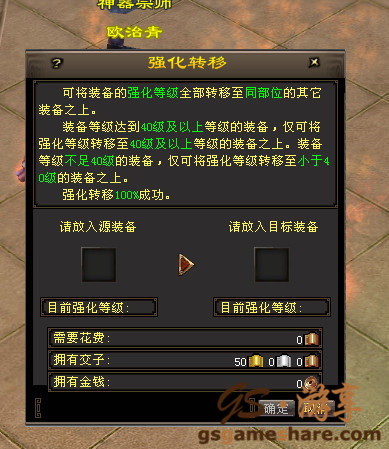 神器宗师
欧治青
? 强化转移 ×
可将装备的强化等级全部转移至同部位的其它
装备之上。
装备等级达到40级及以上等级的装备，仅可将
强化等级转移至40级及以上等级的装备之上。装备
等级不足40级的装备，仅可将强化等级转移至小于4
0级的装备之上。
强化转移100%成功。
请放入源装备 请放入目标装备
目前强化等级: 目前强化等级:
需要花费: 0
拥有交子: 50 0 0
拥有金钱: 0
确定 取消
gsgame hare.com